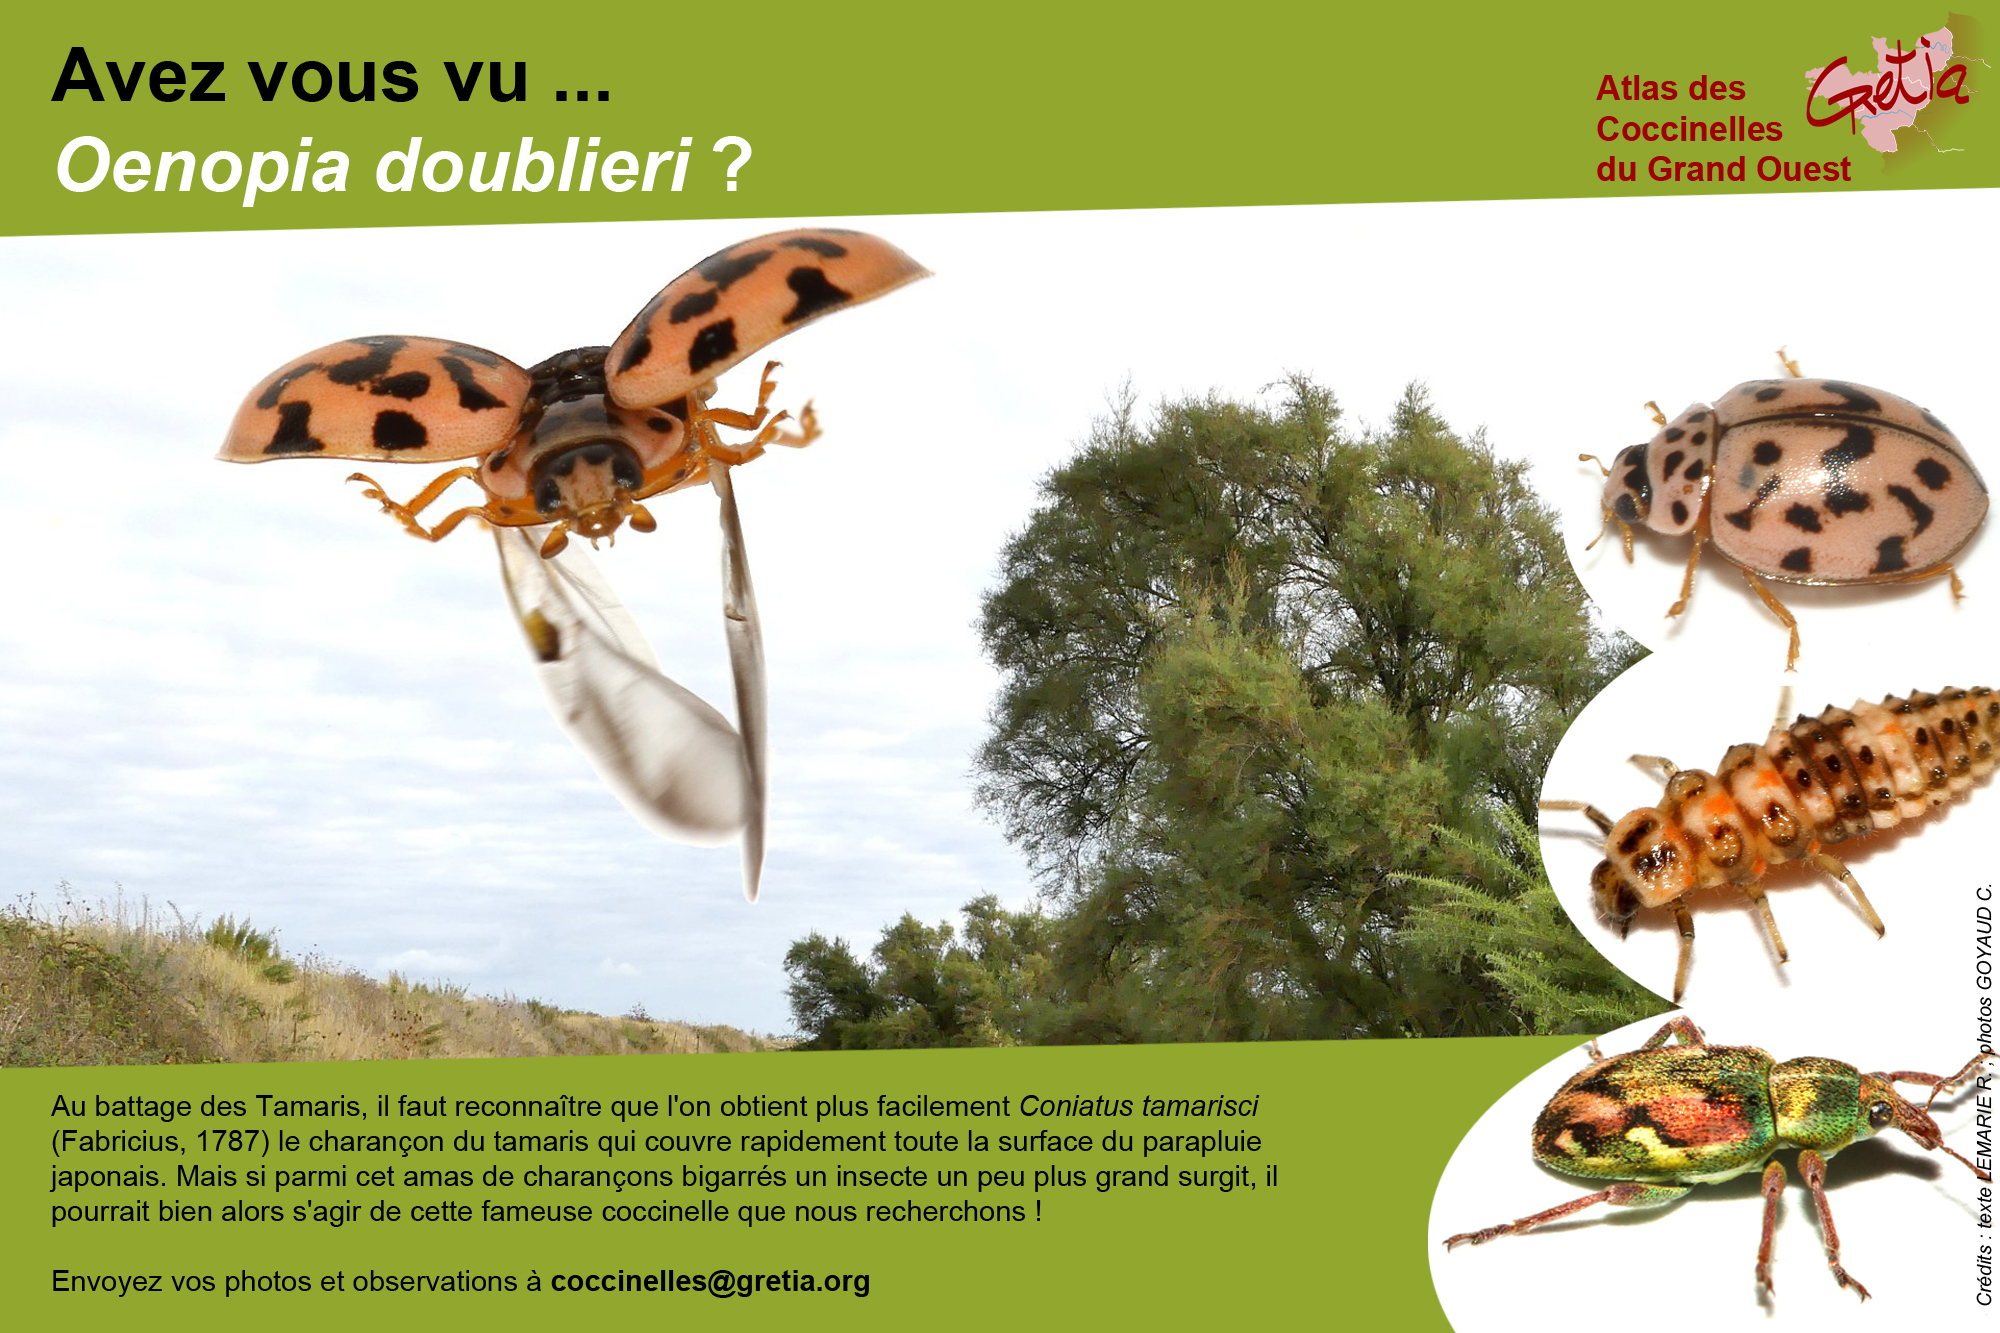 Avez vous vu ...
Oenopia doublieri ?
Atlas des
Coccinelles
du Grand Ouest
Gretia
Au battage des Tamaris, il faut reconnaître que l'on obtient plus facilement Coniatus tamarisci
(Fabricius, 1787) le charançon du tamaris qui couvre rapidement toute la surface du parapluie
japonais. Mais si parmi cet amas de charançons bigarrés un insecte un peu plus grand surgit, il
pourrait bien alors s'agir de cette fameuse coccinelle que nous recherchons !
Envoyez vos photos et observations à coccinelles@gretia.org
Crédits : texte LEMARIE R. ; photos GOYAUD C.